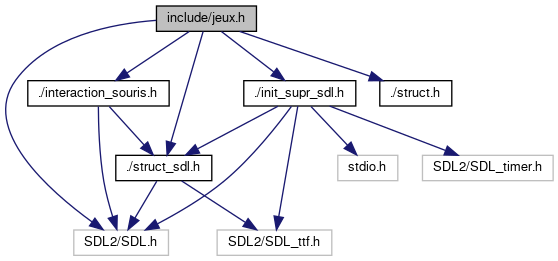 include/jeux.h
./interaction_souris.h
./init_supr_sdl.h
./struct.h
./struct_sdl.h
stdio.h
SDL2/SDL_timer.h
SDL2/SDL.h
SDL2/SDL_ttf.h